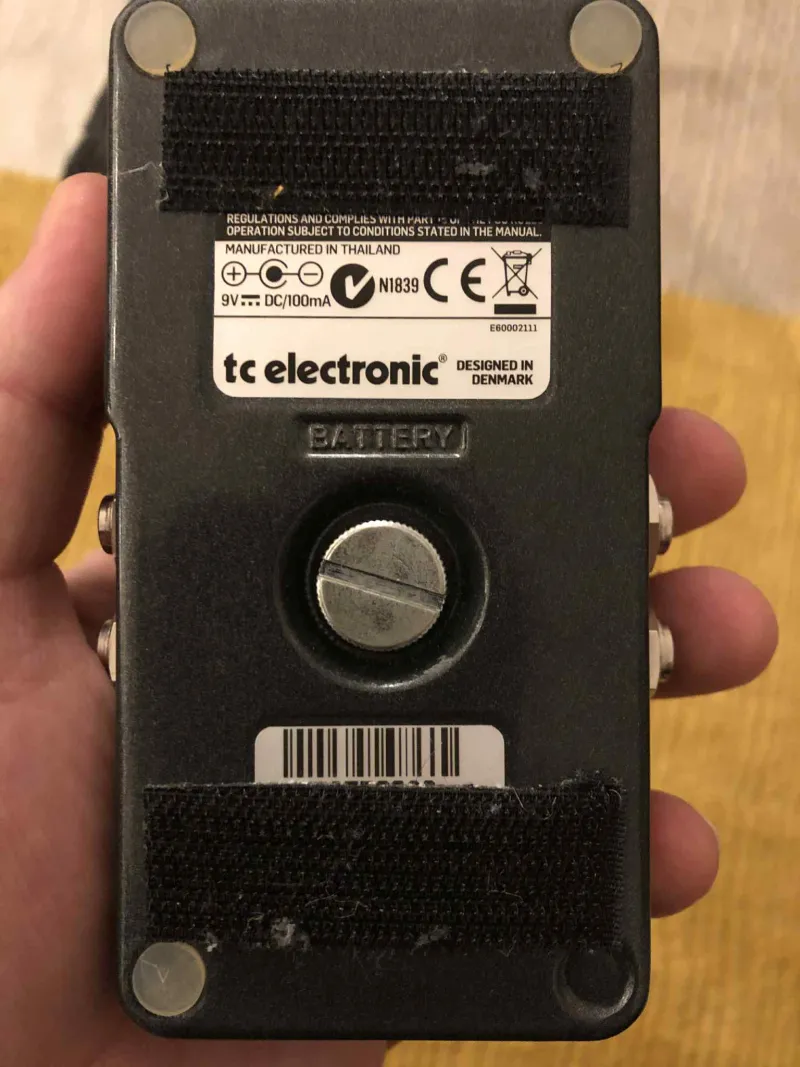 REGULATIONS AND COMPLIES WITH PART
OPERATION SUBJECT TO CONDITIONS STATED IN THE MANUAL.
MANUFACTURED IN THAILAND
9V DC/100mA
N1839
CE
E60002111
tc electronic®
DESIGNED IN
DENMARK
BATTERY